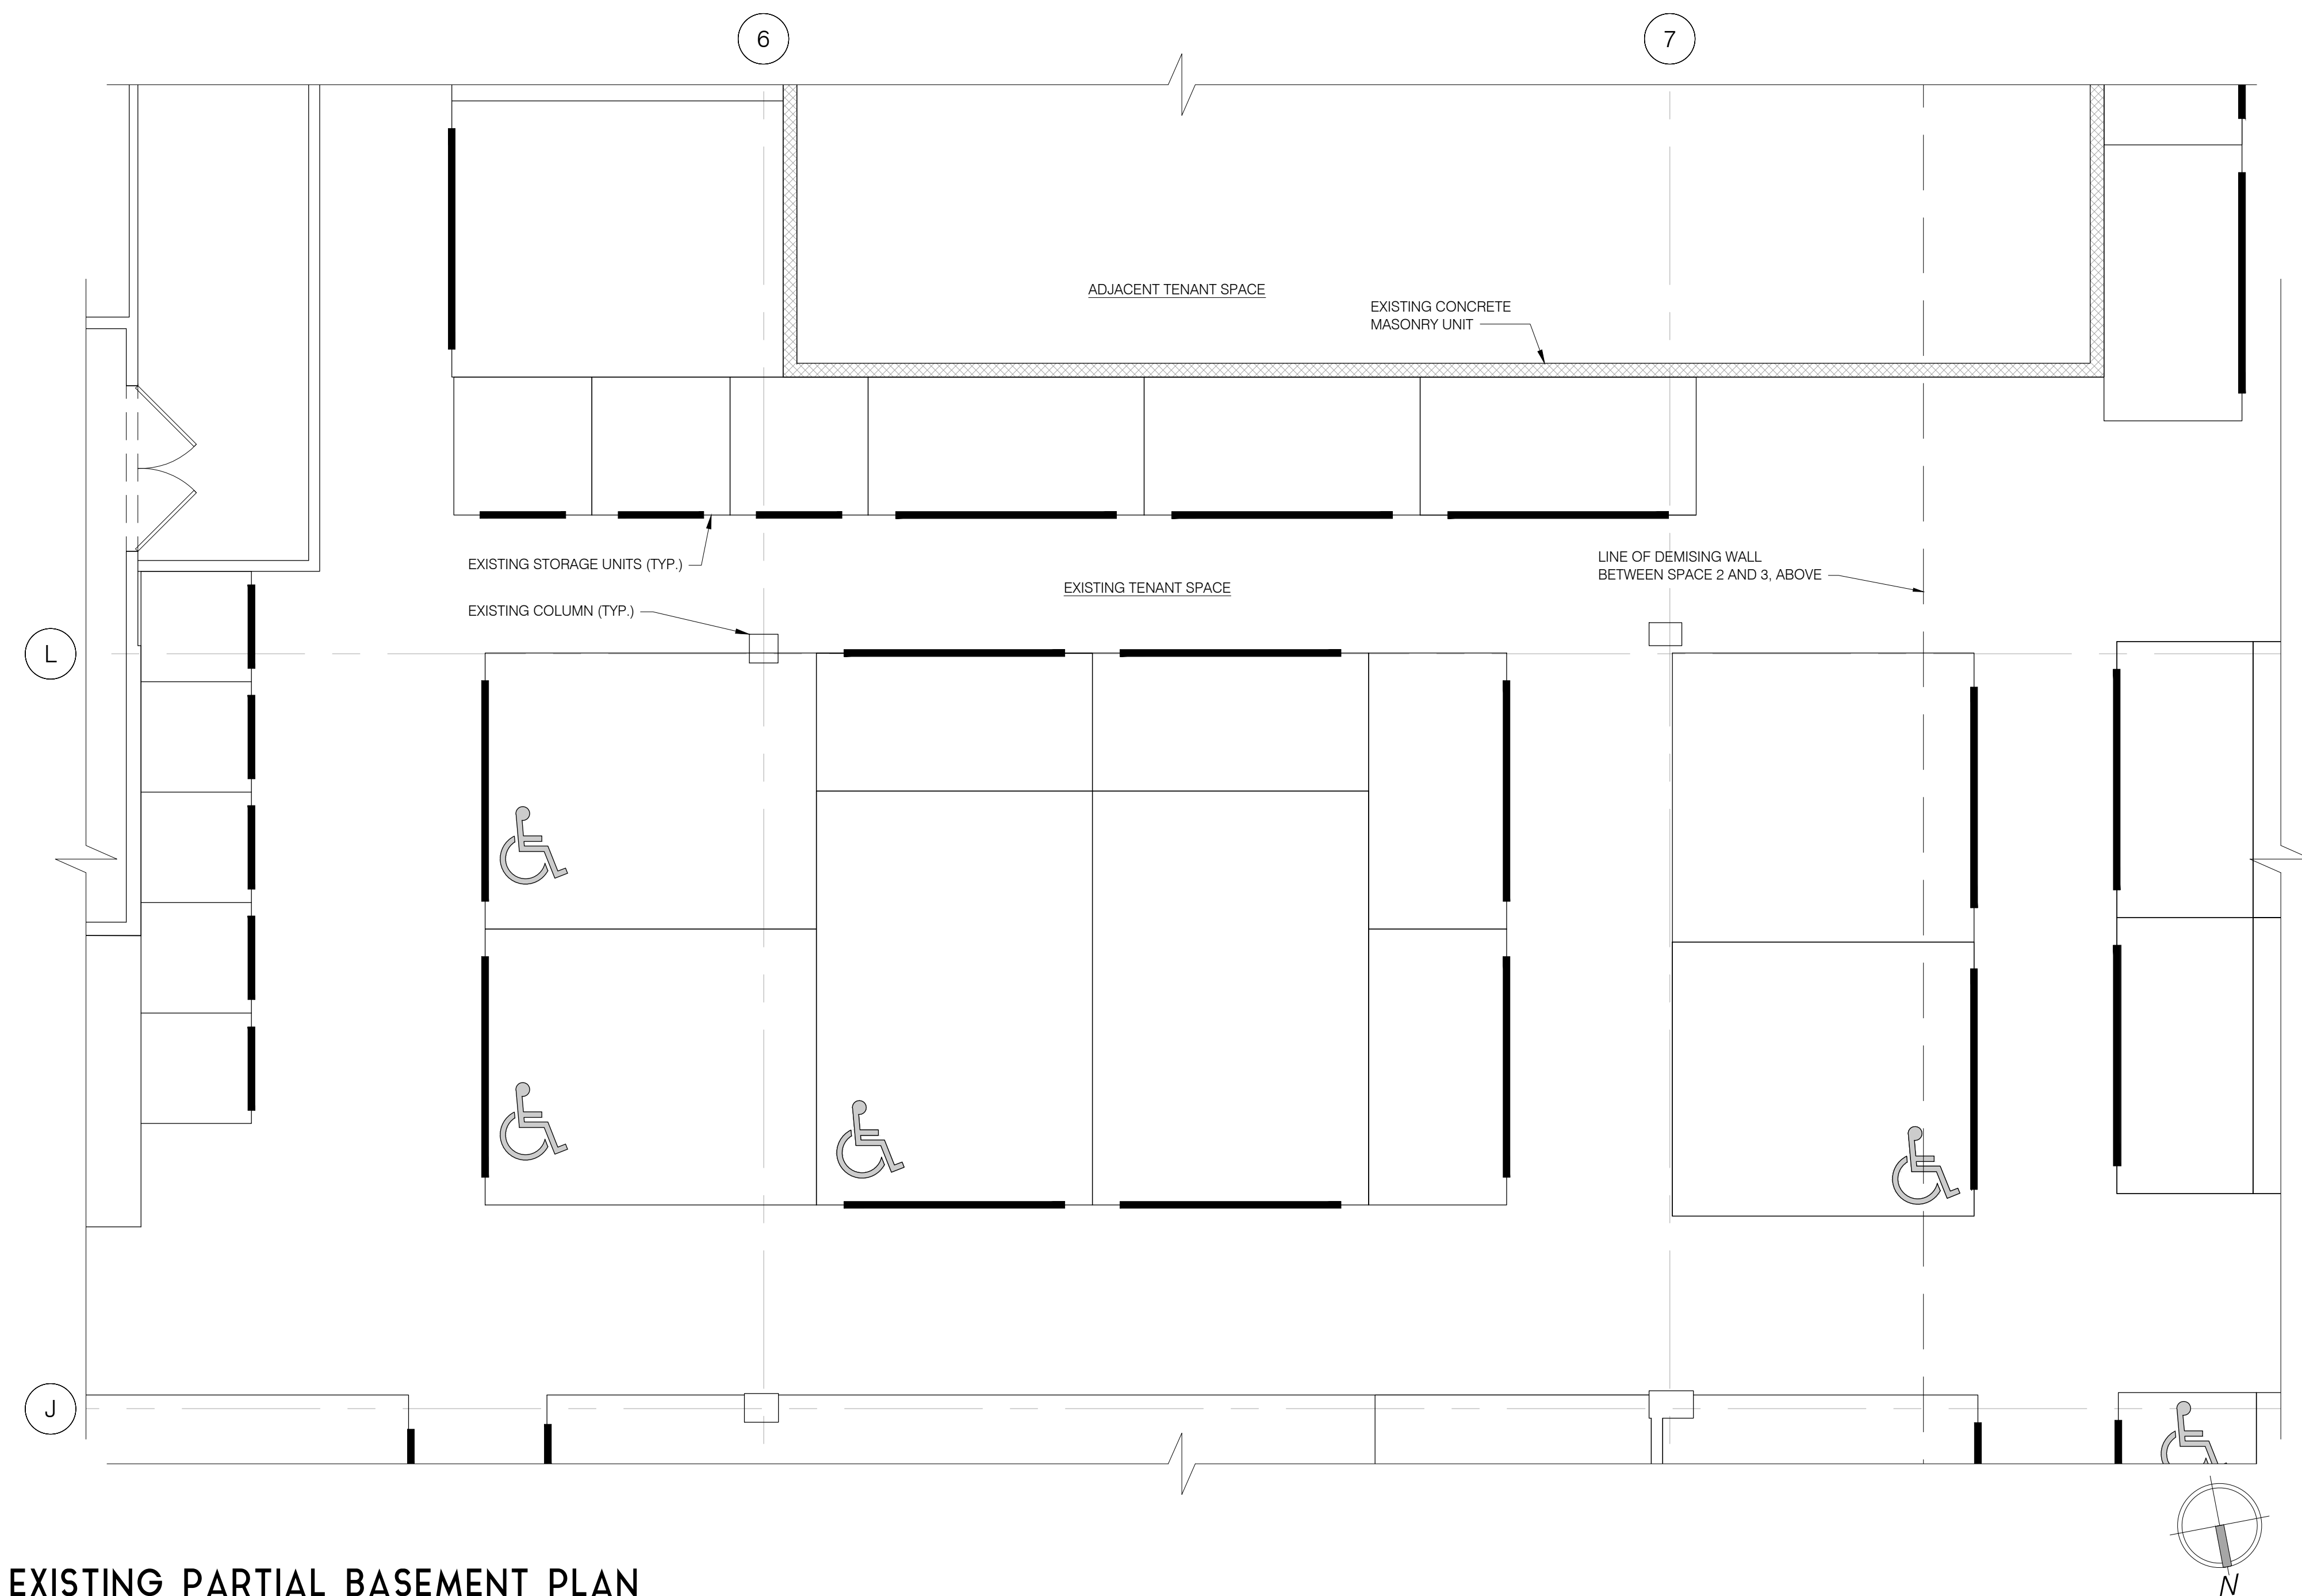 6
7
ADJACENT TENANT SPACE
EXISTING CONCRETE
MASONRY UNIT
EXISTING STORAGE UNITS (TYP.)
LINE OF DEMISING WALL
BETWEEN SPACE 2 AND 3, ABOVE
EXISTING TENANT SPACE
EXISTING COLUMN (TYP.)
L
J
N
EXISTING PARTIAL BASEMENT PLAN